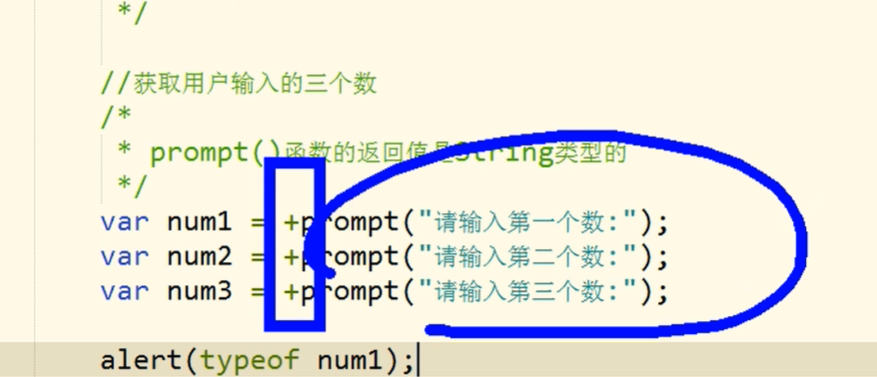 */
//获取用户输入的三个数
/*
* prompt()函数的返回值是String类型的
*/
var num1 = +prompt("请输入第一个数:");
var num2 = +prompt("请输入第二个数:");
var num3 = +prompt("请输入第三个数:");
alert(typeof num1);